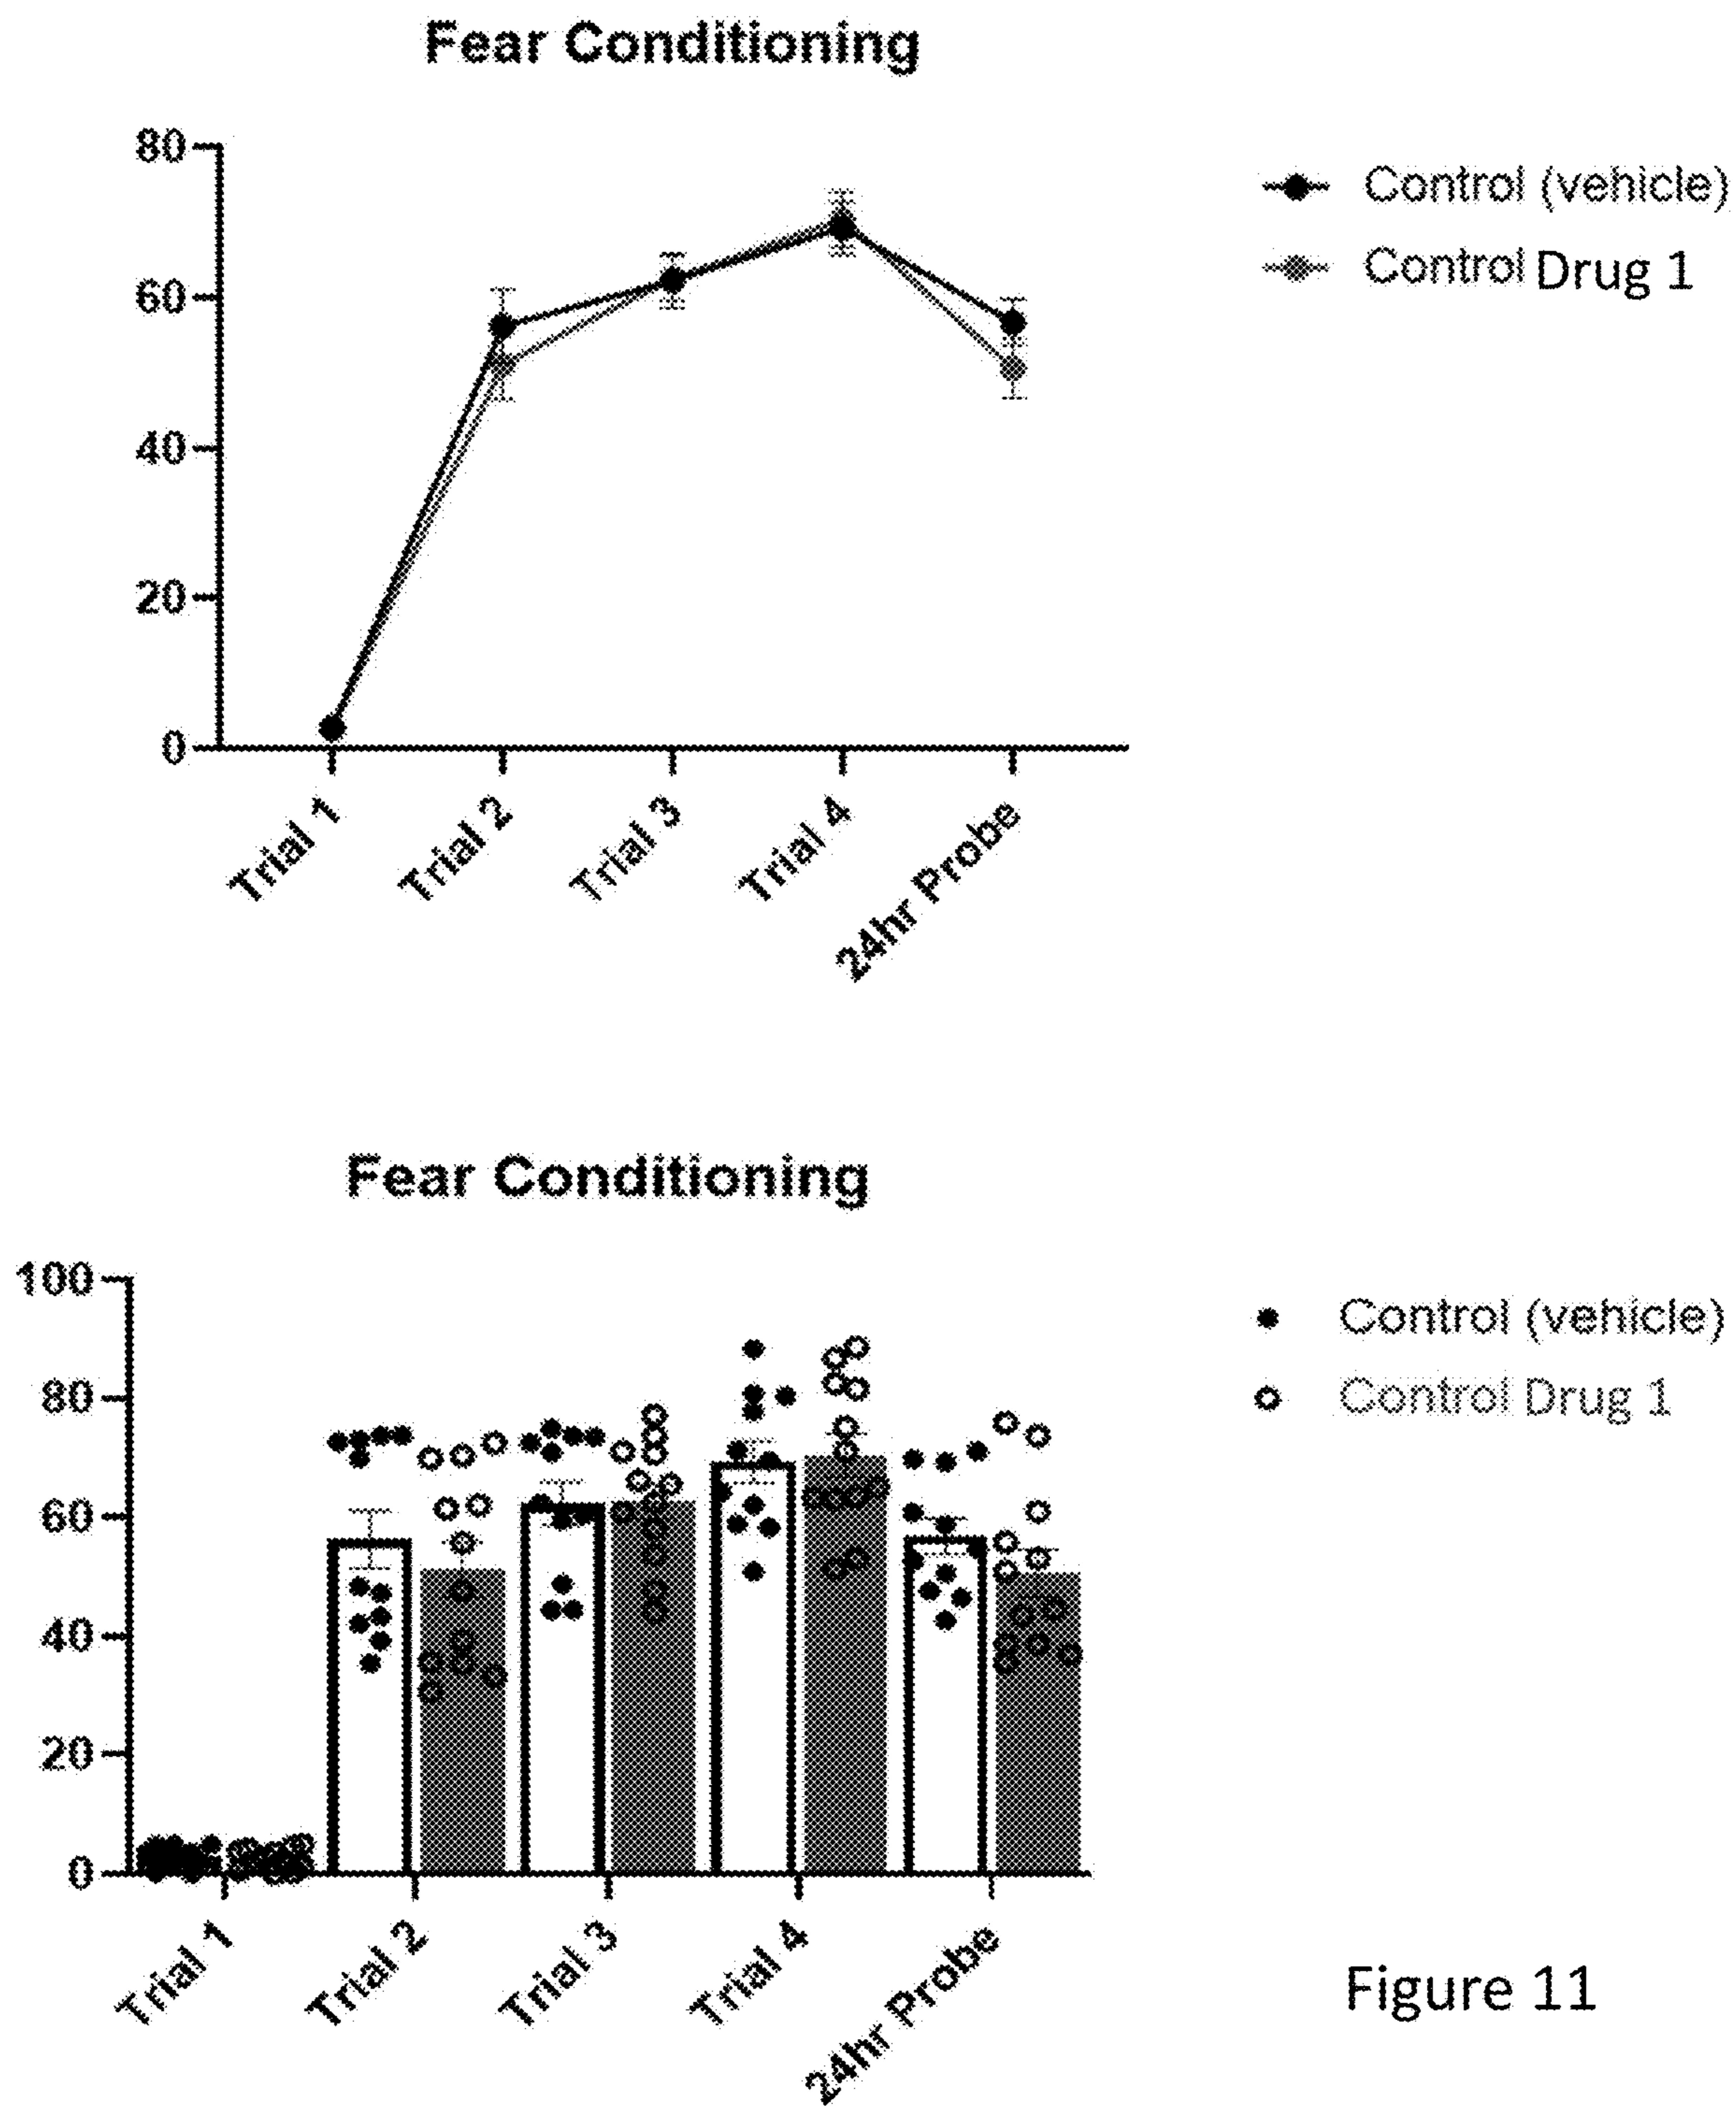 Fear Conditioning
80
60
40
20
0
Trial 1
Trial 2
Trial 3
Trial 4
24hr Probe
Control (vehicle)
Control Drug 1
Fear Conditioning
100
80
60
40
20
0
Trial 1
Trial 2
Trial 3
Trial 4
24hr Probe
Control (vehicle)
Control Drug 1
Figure 11